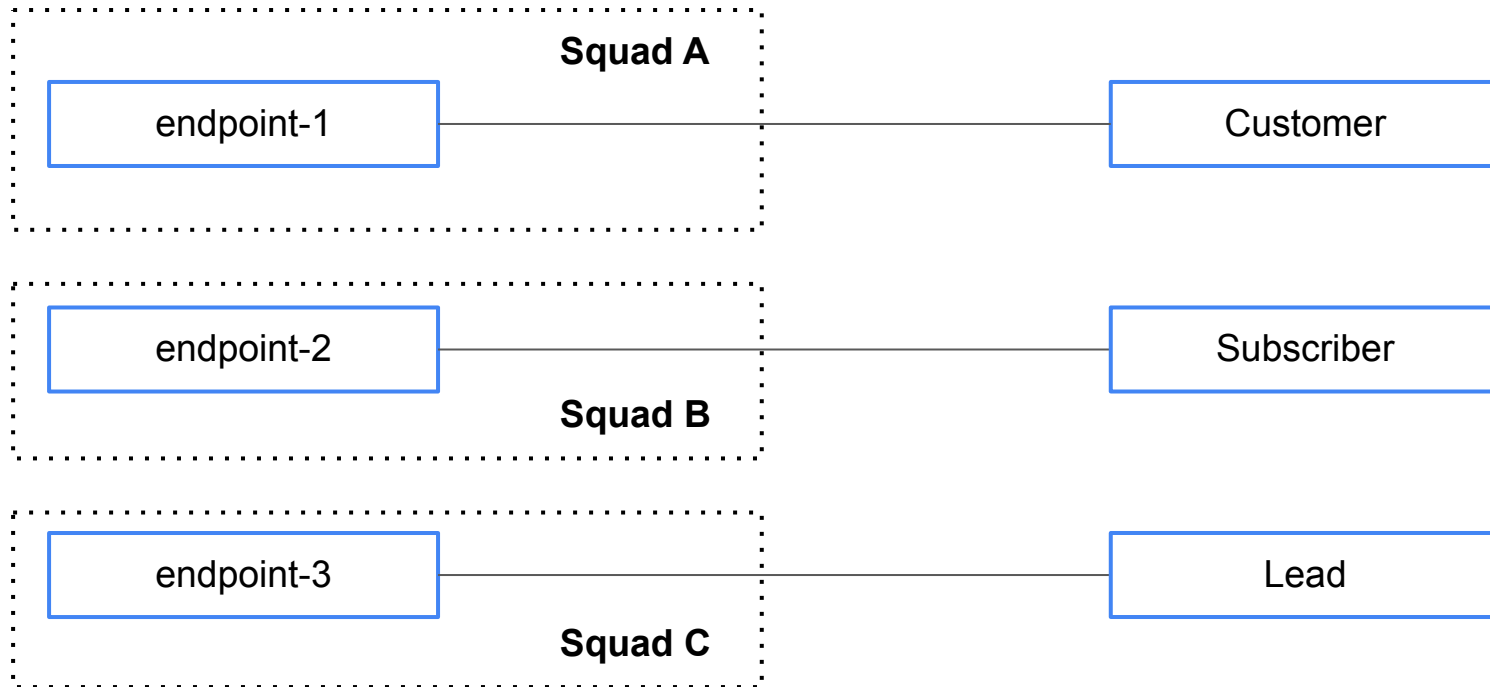 Squad A
endpoint-1
Customer
endpoint-2
Subscriber
Squad B
endpoint-3
Lead
Squad C